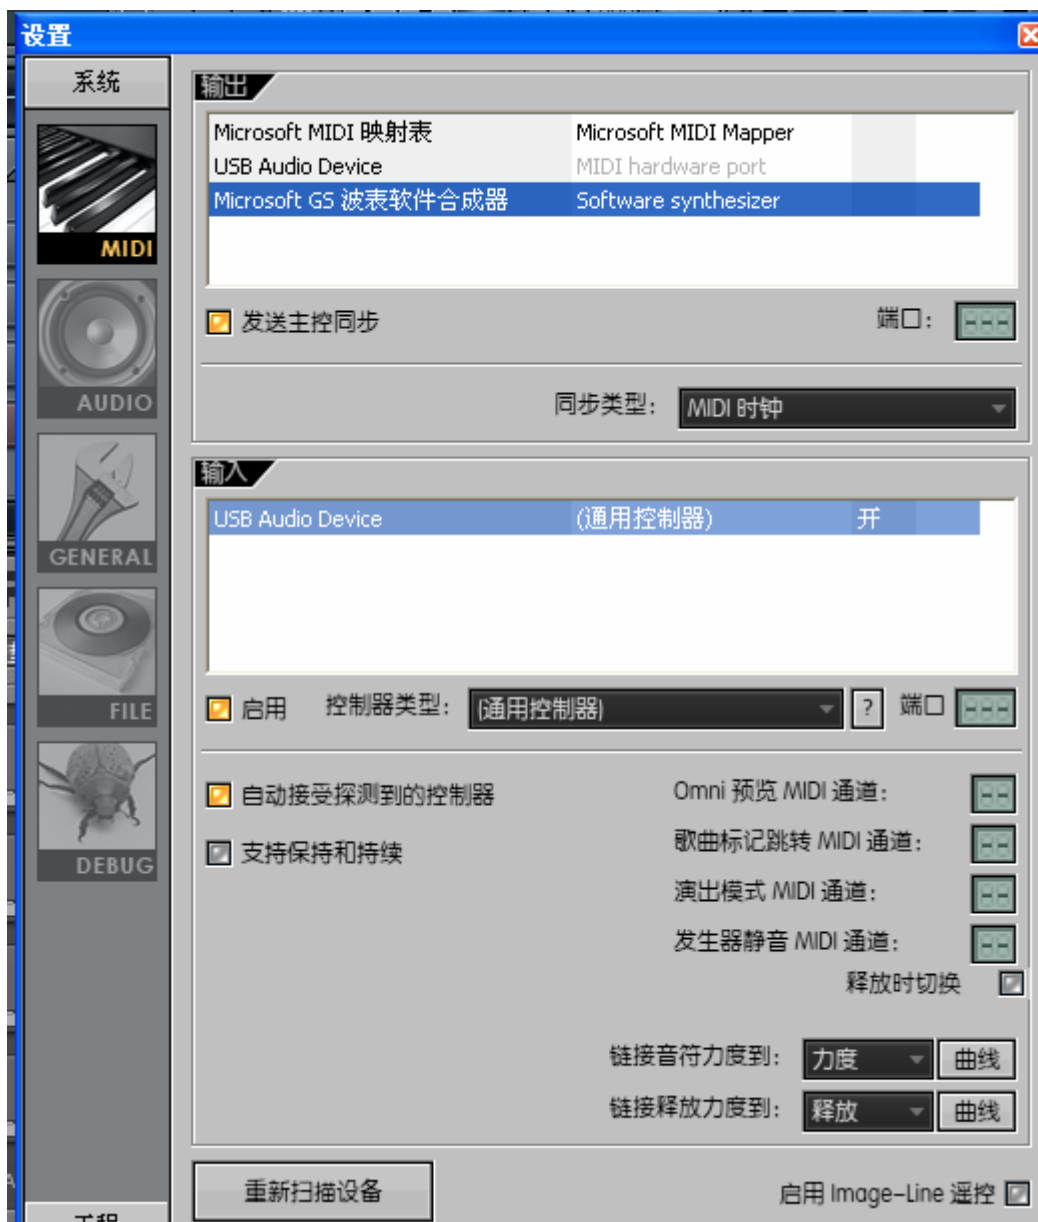 设置
系统
MIDI
AUDIO
GENERAL
FILE
DEBUG
输出
Microsoft MIDI 映射表 Microsoft MIDI Mapper
USB Audio Device MIDI hardware port
Microsoft GS 波表软件合成器 Software synthesizer
发送主控同步 端口: ---
同步类型: MIDI 时钟
输入
USB Audio Device (通用控制器) 开
启用 控制器类型: (通用控制器) ? 端口 ---
自动接受探测到的控制器 Omni 预览 MIDI 通道: --
支持保持和持续 歌曲标记跳转 MIDI 通道: --
演出模式 MIDI 通道: --
发生器静音 MIDI 通道: --
释放时切换
链接音符力度到: 力度 曲线
链接释放力度到: 释放 曲线
重新扫描设备 启用 Image-Line 遥控